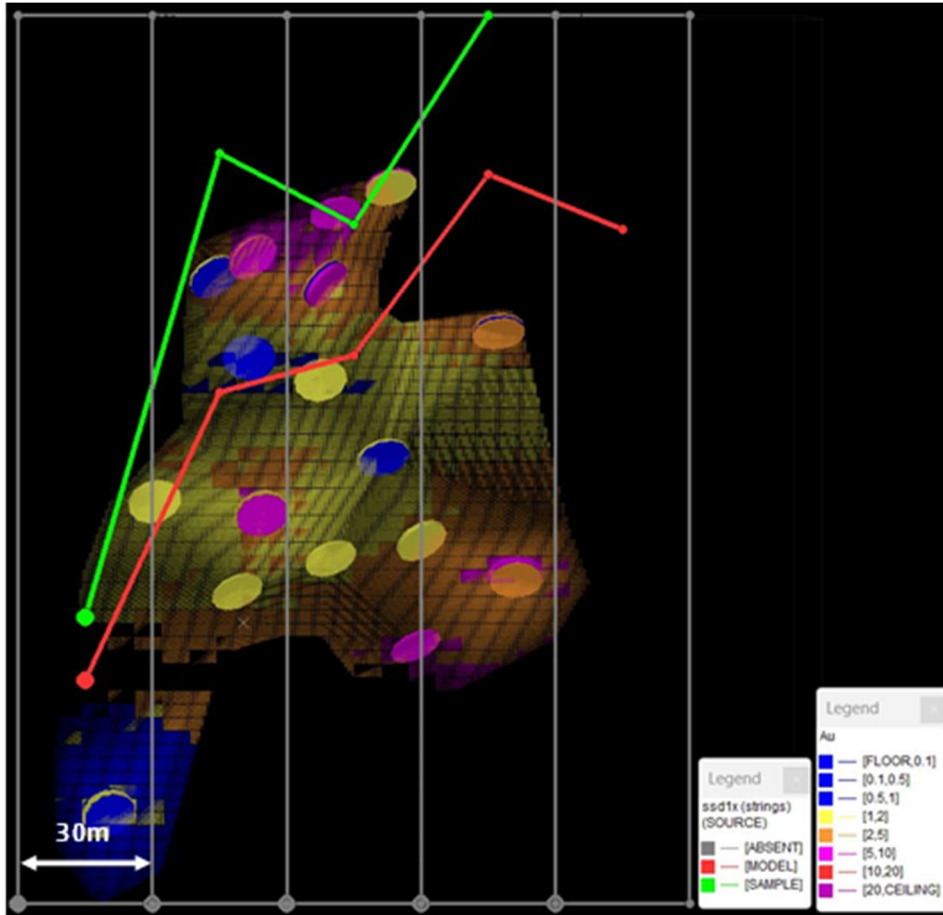 30m
Legend
ssd1x (strings)
(SOURCE)
[ABSENT]
[MODEL]
[SAMPLE]
Legend
Au
[FLOOR,0.1]
[0.1,0.5]
[0.5,1]
[1,2]
[2,5]
[5,10]
[10,20]
[20,CEILING]